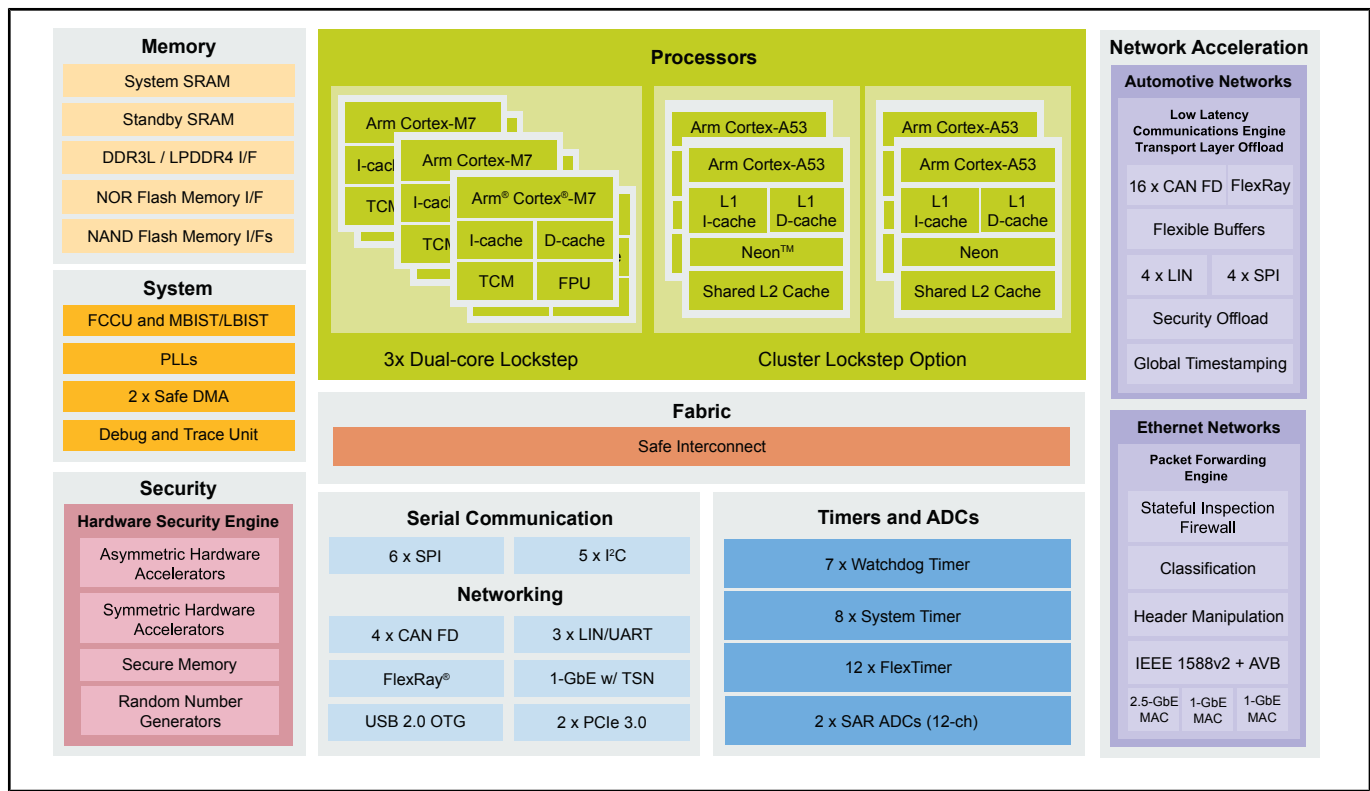 Memory
System SRAM
Standby SRAM
DDR3L / LPDDR4 I/F
NOR Flash Memory I/F
NAND Flash Memory I/Fs
System
FCCU and MBIST/LBIST
PLLs
2 x Safe DMA
Debug and Trace Unit
Security
Hardware Security Engine
Asymmetric Hardware
Accelerators
Symmetric Hardware
Accelerators
Secure Memory
Random Number
Generators
Processors
Arm Cortex-M7
I-cac
TCM
Arm Cortex-M7
I-cac
TCM
Arm® Cortex®-M7
I-cache
D-cache
TCM
FPU
3x Dual-core Lockstep
Arm Cortex-A53
Arm Cortex-A53
L1
I-cache
L1
D-cache
Neon™
Shared L2 Cache
Arm Cortex-A53
Arm Cortex-A53
L1
I-cache
L1
D-cache
Neon
Shared L2 Cache
Cluster Lockstep Option
Fabric
Safe Interconnect
Serial Communication
6 x SPI
5 x I²C
Networking
4 x CAN FD
3 x LIN/UART
FlexRay®
1-GbE w/ TSN
USB 2.0 OTG
2 x PCIe 3.0
Timers and ADCs
7 x Watchdog Timer
8 x System Timer
12 x FlexTimer
2 x SAR ADCs (12-ch)
Network Acceleration
Automotive Networks
Low Latency
Communications Engine
Transport Layer Offload
16 x CAN FD
FlexRay
Flexible Buffers
4 x LIN
4 x SPI
Security Offload
Global Timestamping
Ethernet Networks
Packet Forwarding
Engine
Stateful Inspection
Firewall
Classification
Header Manipulation
IEEE 1588v2 + AVB
2.5-GbE
MAC
1-GbE
MAC
1-GbE
MAC